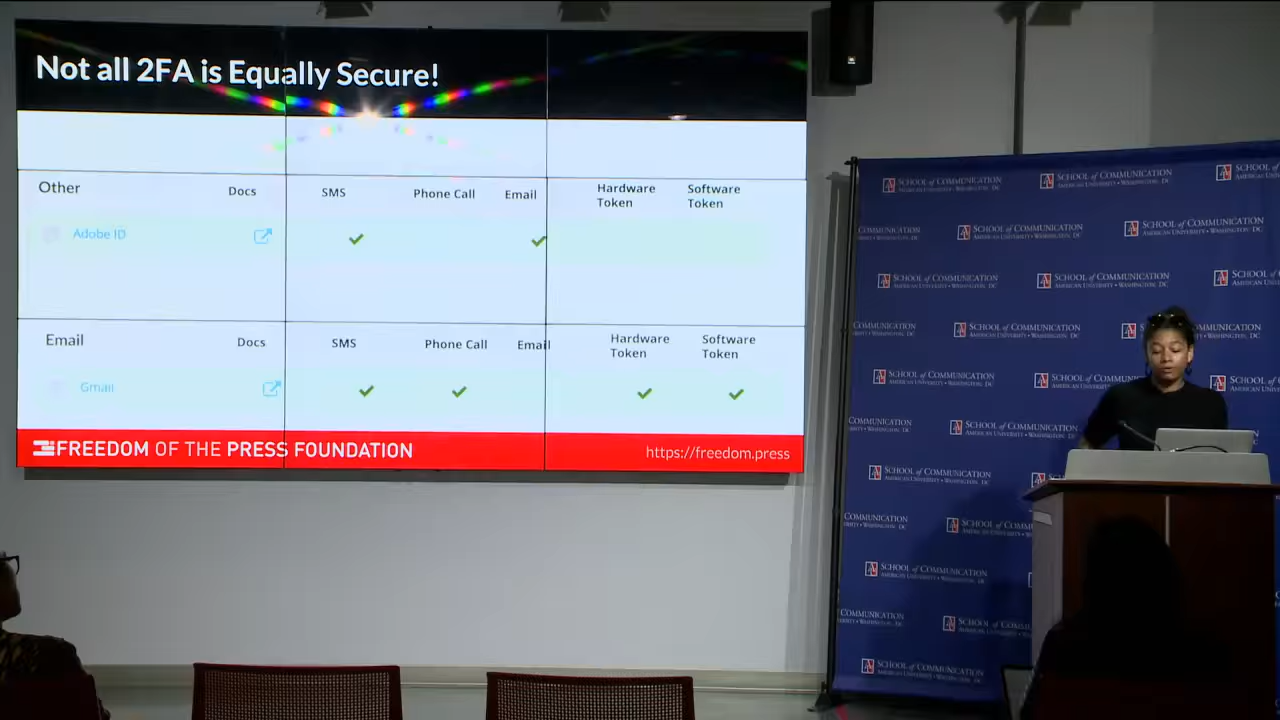 Not all 2FA is Equally Secure!
Other Docs SMS Phone Call Email Hardware Token Software Token
Adobe ID
Email Docs SMS Phone Call Email Hardware Token Software Token
Gmail
FREEDOM OF THE PRESS FOUNDATION https://freedom.press
SCHOOL of COMMUNICATION
AMERICAN UNIVERSITY • WASHINGTON, DC